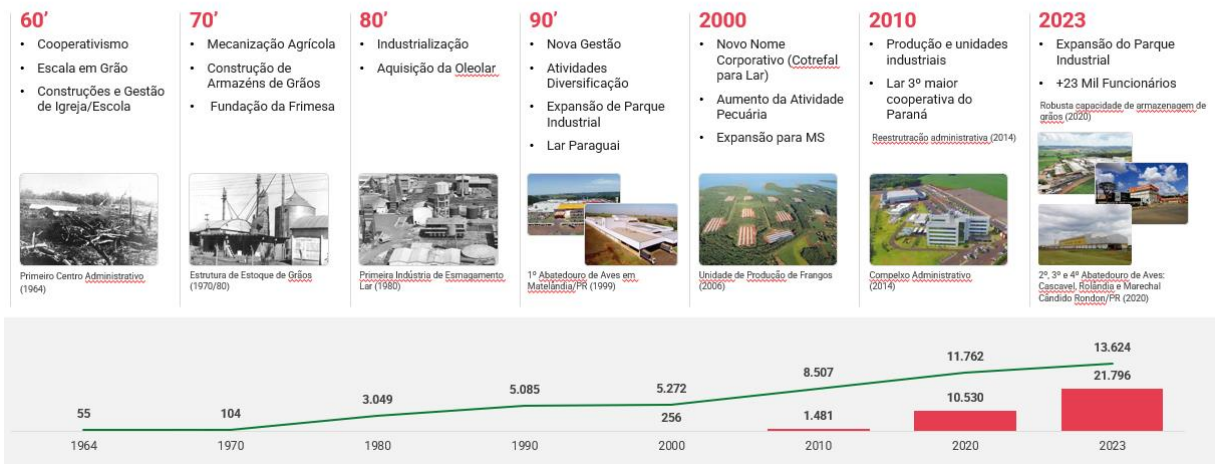 60’
• Cooperativismo
• Escala em Grão
• Construções e Gestão
de Igreja/Escola
Primeiro Centro Administrativo
(1964)
70’
• Mecanização Agrícola
• Construção de
Armazéns de Grãos
• Fundação da Frimesa
Estrutura de Estoque de Grãos
(1970/80)
80’
• Industrialização
• Aquisição da Oleolar
Primeira Indústria de Esmagamento
Lar (1980)
90’
• Nova Gestão
• Atividades
Diversificação
• Expansão de Parque
Industrial
• Lar Paraguai
1º Abatedouro de Aves em
Matelândia/PR (1999)
2000
• Novo Nome
Corporativo (Cotrefal
para Lar)
• Aumento da Atividade
Pecuária
• Expansão para MS
Unidade de Produção de Frangos
(2006)
2010
• Produção e unidades
industriais
• Lar 3º maior
cooperativa do
Paraná
Reestrutração administrativa (2014)
Compelxo Administrativo
(2014)
2023
• Expansão do Parque
Industrial
• +23 Mil Funcionários
Robusta capacidade de armazenagem de
grãos (2020)
2º, 3º e 4º Abatedouro de Aves:
Cascavel, Rolândia e Marechal
Cândido Rondon/PR (2020)
55
104
3.049
5.085
5.272
8.507
11.762
13.624
256
1.481
10.530
21.796
1964
1970
1980
1990
2000
2010
2020
2023